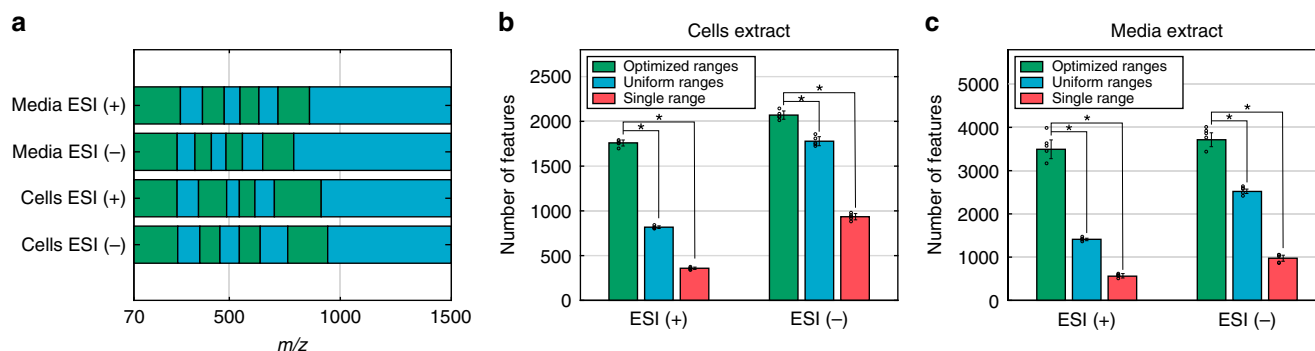 a
Media ESI (+)
Media ESI (–)
Cells ESI (+)
Cells ESI (–)
70 500 1000 1500
m/z
b
Cells extract
Number of features
2500
2000
1500
1000
500
0
Optimized ranges
Uniform ranges
Single range
* *
* *
ESI (+) ESI (–)
c
Media extract
Number of features
5000
4000
3000
2000
1000
0
Optimized ranges
Uniform ranges
Single range
* *
* *
ESI (+) ESI (–)